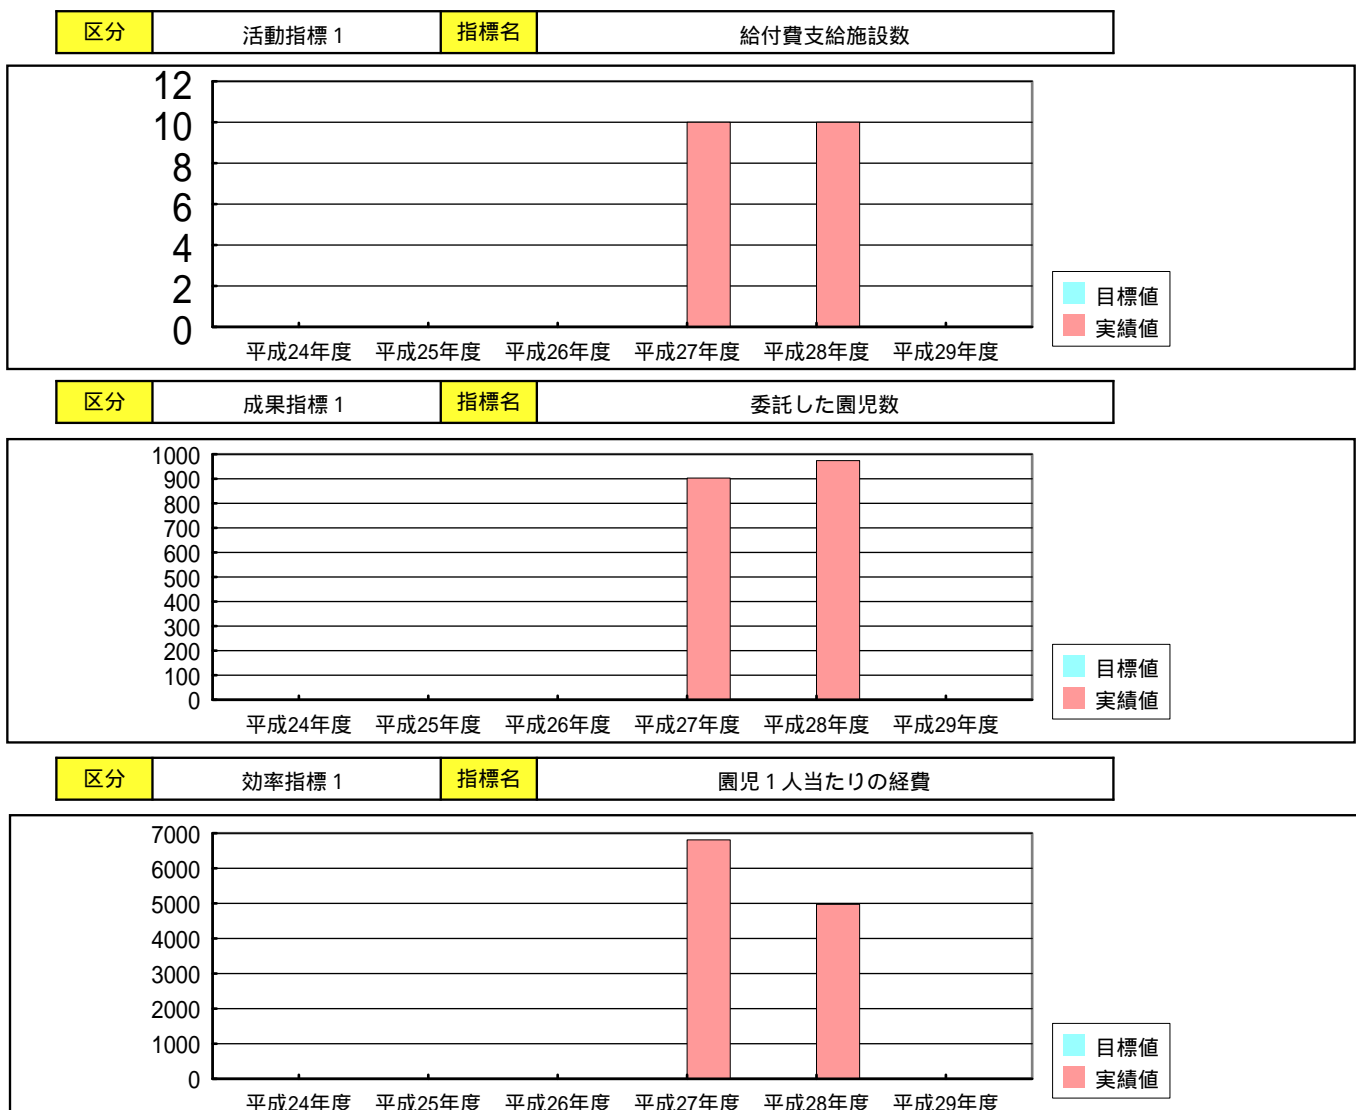 区分 活動指標1 指標名 給付費支給施設数
12
10
8
6
4
2
0
平成24年度 平成25年度 平成26年度 平成27年度 平成28年度 平成29年度
目標値
実績値
区分 成果指標1 指標名 委託した園児数
1000
900
800
700
600
500
400
300
200
100
0
平成24年度 平成25年度 平成26年度 平成27年度 平成28年度 平成29年度
目標値
実績値
区分 効率指標1 指標名 園児1人当たりの経費
7000
6000
5000
4000
3000
2000
1000
0
目標値
実績値
平成24年度 平成25年度 平成26年度 平成27年度 平成28年度 平成29年度